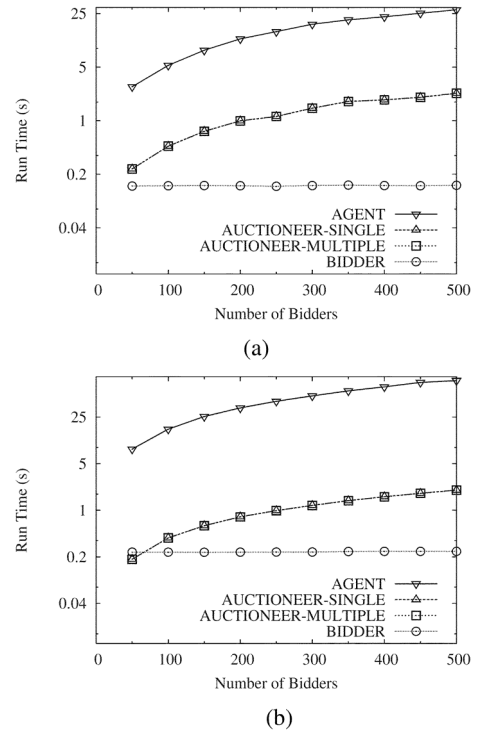 25
5
1
0.2
0.04
Run Time (s)
AGENT
AUCTIONEER-SINGLE
AUCTIONEER-MULTIPLE
BIDDER
0 100 200 300 400 500
Number of Bidders
(a)
25
5
1
0.2
0.04
Run Time (s)
AGENT
AUCTIONEER-SINGLE
AUCTIONEER-MULTIPLE
BIDDER
0 100 200 300 400 500
Number of Bidders
(b)